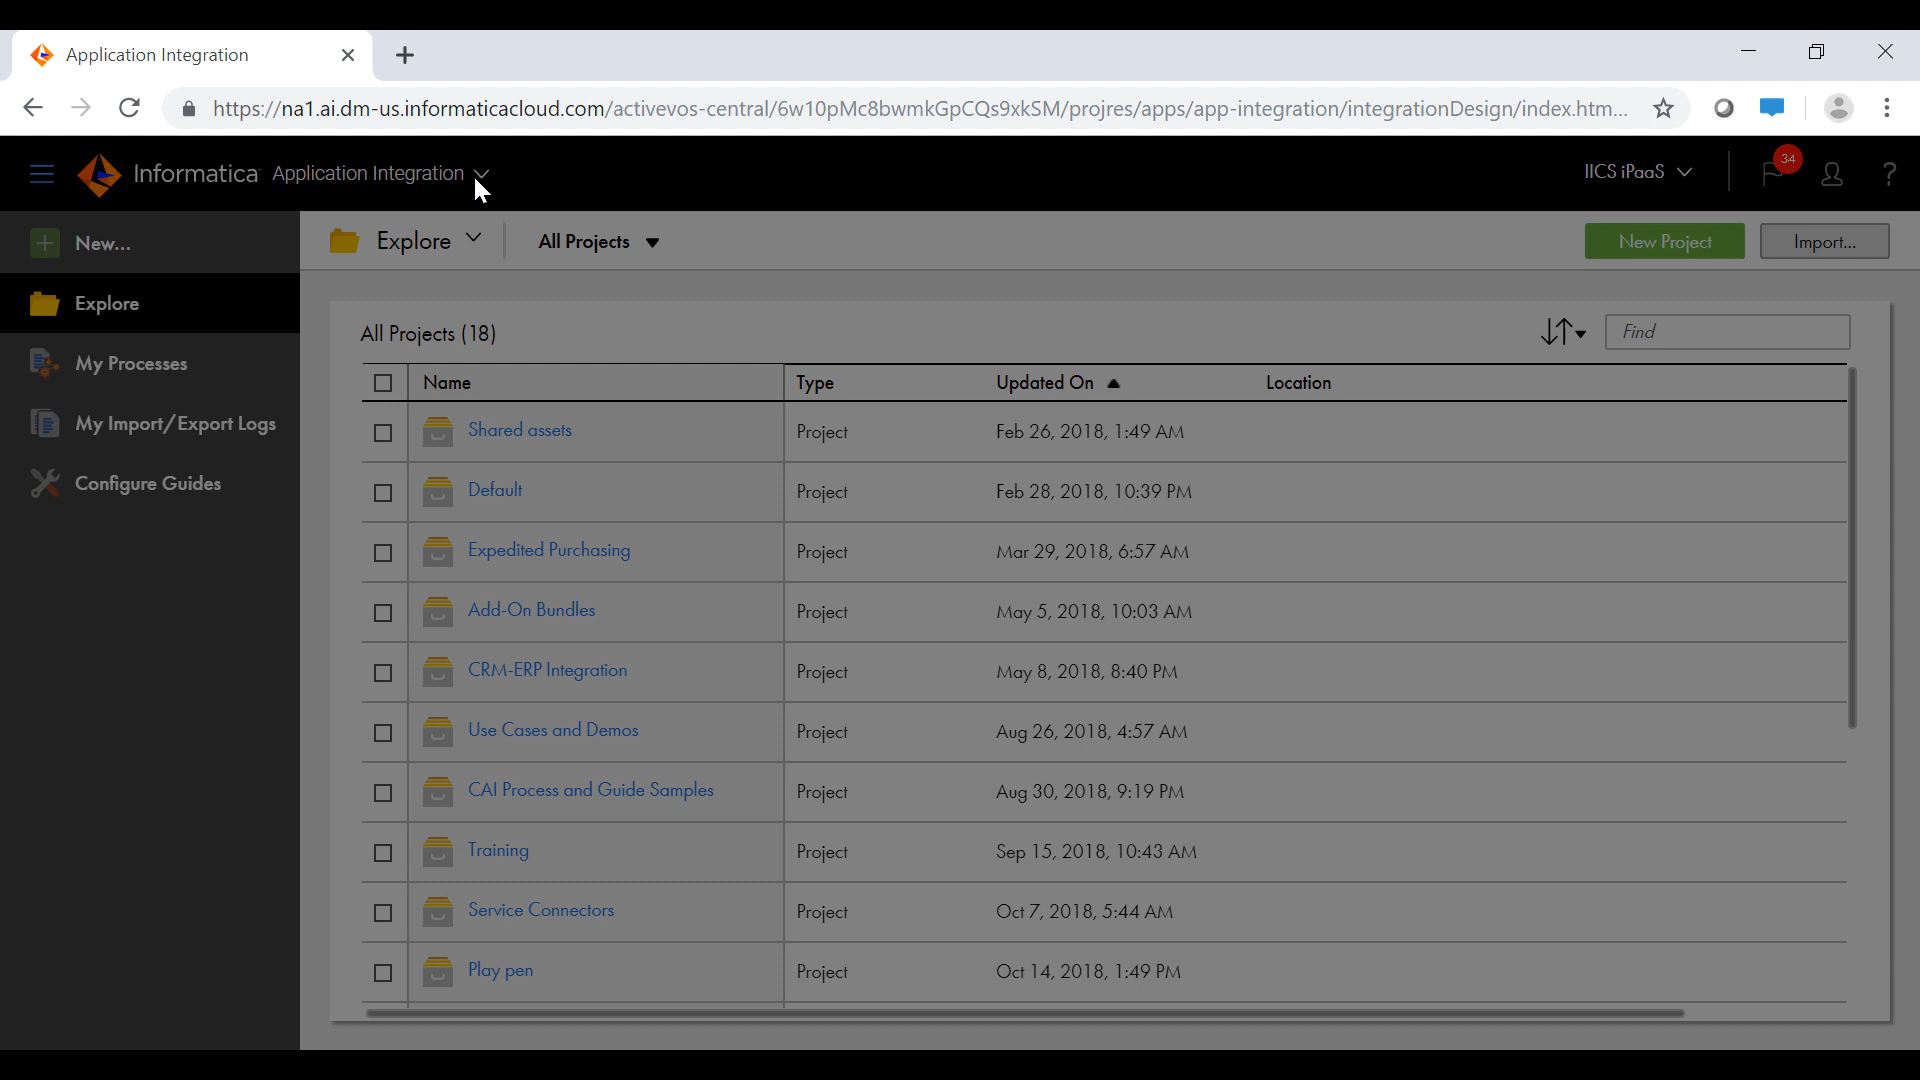 Application Integration
https://na1.ai.dm-us.informaticacloud.com/activevos-central/6w10pMc8bwmkGpCQs9xkSM/projres/apps/app-integration/integrationDesign/index.htm...
Informatica Application Integration
IICS iPaaS
34
?
New...
Explore
My Processes
My Import/Export Logs
Configure Guides
Explore
All Projects
New Project
Import...
All Projects (18)
Find
Name Type Updated On Location
Shared assets Project Feb 26, 2018, 1:49 AM
Default Project Feb 28, 2018, 10:39 PM
Expedited Purchasing Project Mar 29, 2018, 6:57 AM
Add-On Bundles Project May 5, 2018, 10:03 AM
CRM-ERP Integration Project May 8, 2018, 8:40 PM
Use Cases and Demos Project Aug 26, 2018, 4:57 AM
CAI Process and Guide Samples Project Aug 30, 2018, 9:19 PM
Training Project Sep 15, 2018, 10:43 AM
Service Connectors Project Oct 7, 2018, 5:44 AM
Play pen Project Oct 14, 2018, 1:49 PM